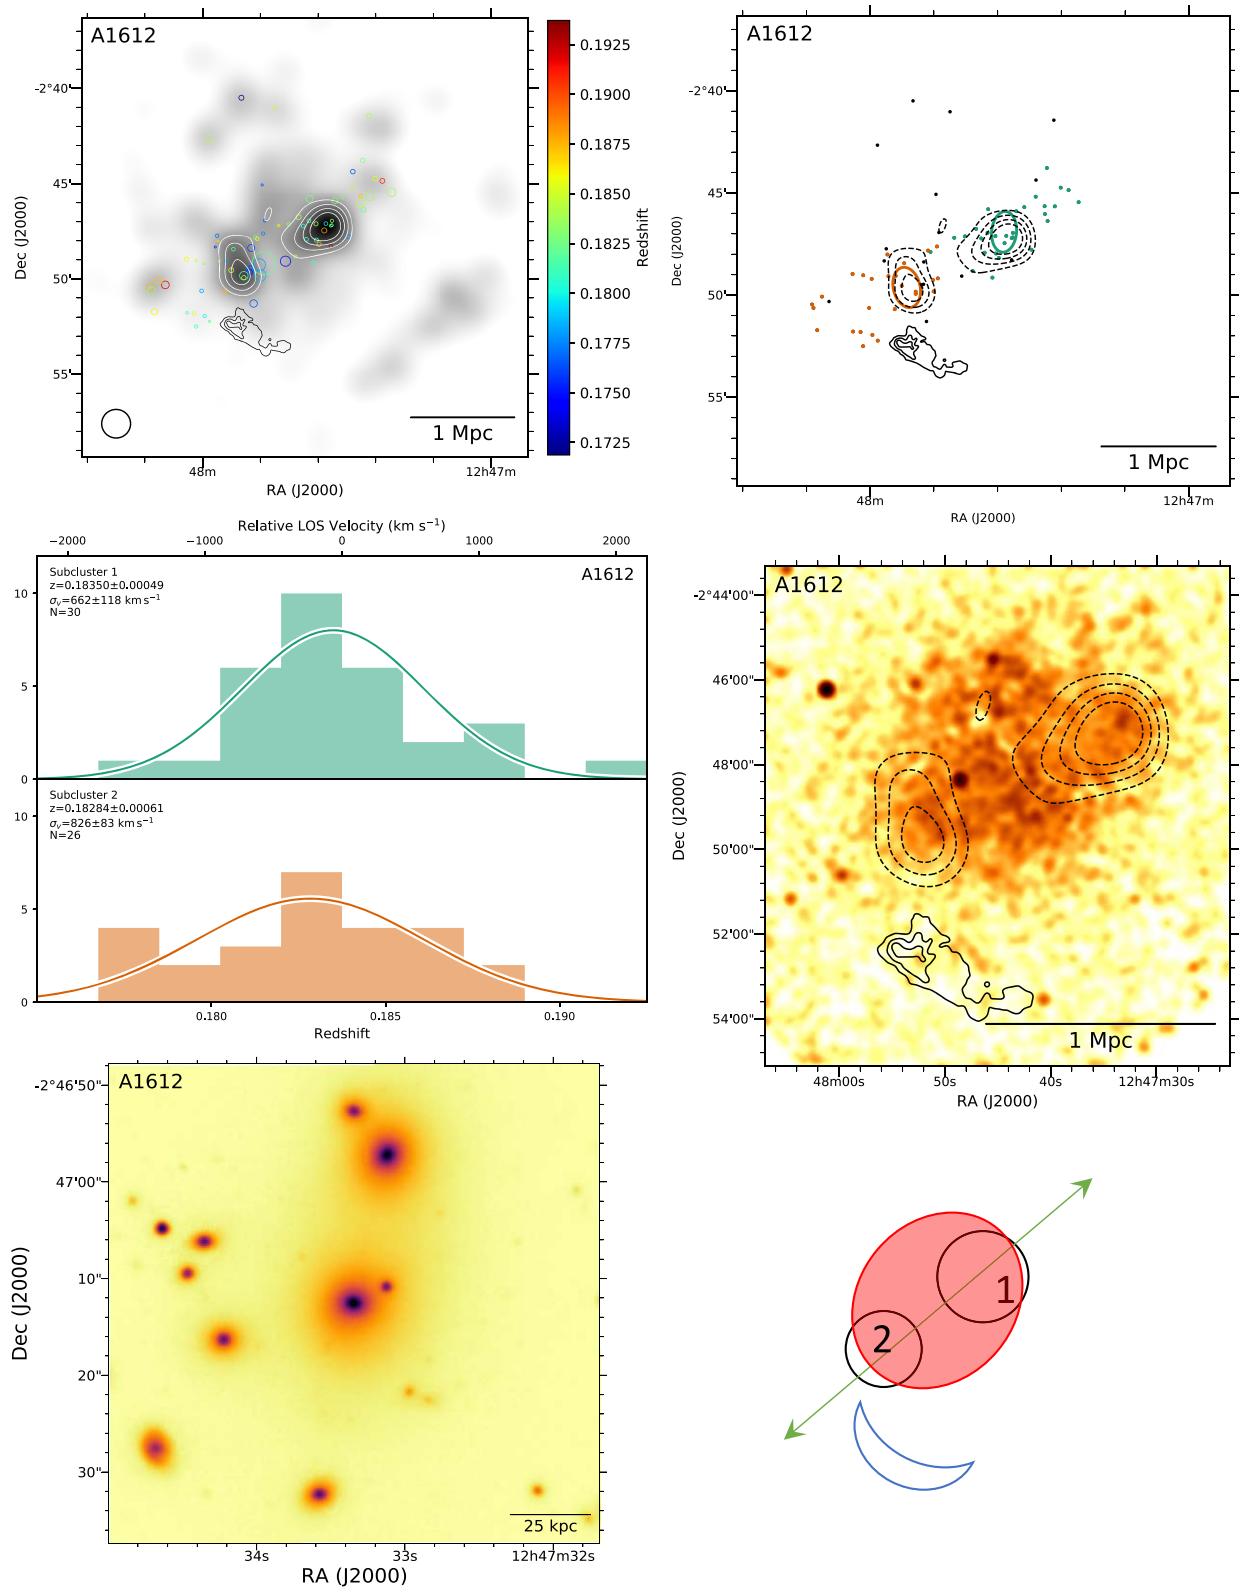 A1612
-2°40'
45'
50'
55'
Dec (J2000)
48m
12h47m
RA (J2000)
1 Mpc
0.1925
0.1900
0.1875
0.1850
0.1825
0.1800
0.1775
0.1750
0.1725
Redshift
A1612
-2°40'
45'
50'
55'
Dec (J2000)
48m
12h47m
RA (J2000)
1 Mpc
Relative LOS Velocity (km s⁻¹)
−2000
−1000
0
1000
2000
Subcluster 1
z=0.18350±0.00049
σᵥ=662±118 km s⁻¹
N=30
A1612
10
5
0
Subcluster 2
z=0.18284±0.00061
σᵥ=826±83 km s⁻¹
N=26
10
5
0
0.180
0.185
0.190
Redshift
A1612
-2°44'00"
46'00"
48'00"
50'00"
52'00"
54'00"
Dec (J2000)
1 Mpc
48m00s
50s
40s
12h47m30s
RA (J2000)
A1612
-2°46'50"
47'00"
10"
20"
30"
Dec (J2000)
25 kpc
34s
33s
12h47m32s
RA (J2000)
1
2